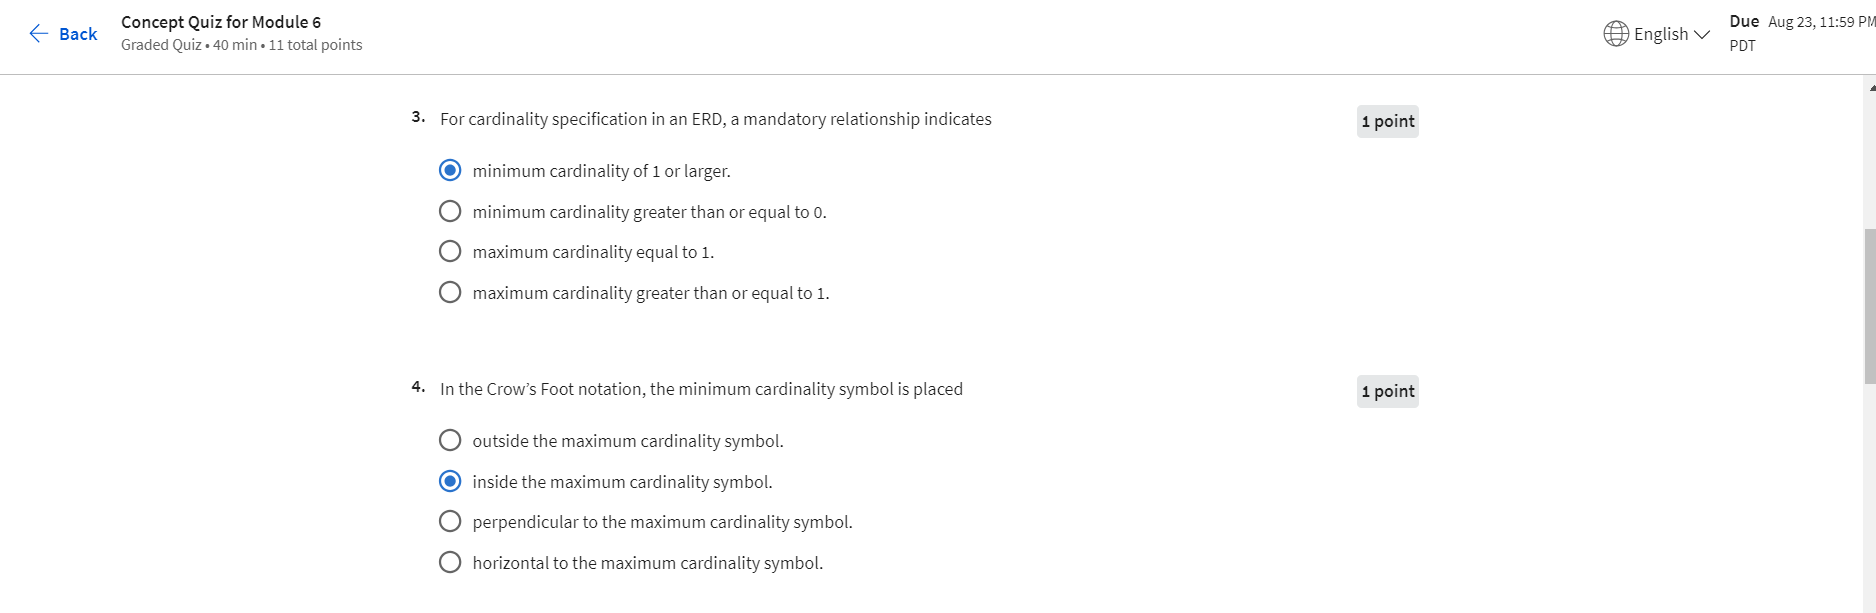 Back
Concept Quiz for Module 6
Graded Quiz • 40 min • 11 total points
English
Due Aug 23, 11:59 PM
PDT
3. For cardinality specification in an ERD, a mandatory relationship indicates
1 point
minimum cardinality of 1 or larger.
minimum cardinality greater than or equal to 0.
maximum cardinality equal to 1.
maximum cardinality greater than or equal to 1.
4. In the Crow’s Foot notation, the minimum cardinality symbol is placed
1 point
outside the maximum cardinality symbol.
inside the maximum cardinality symbol.
perpendicular to the maximum cardinality symbol.
horizontal to the maximum cardinality symbol.